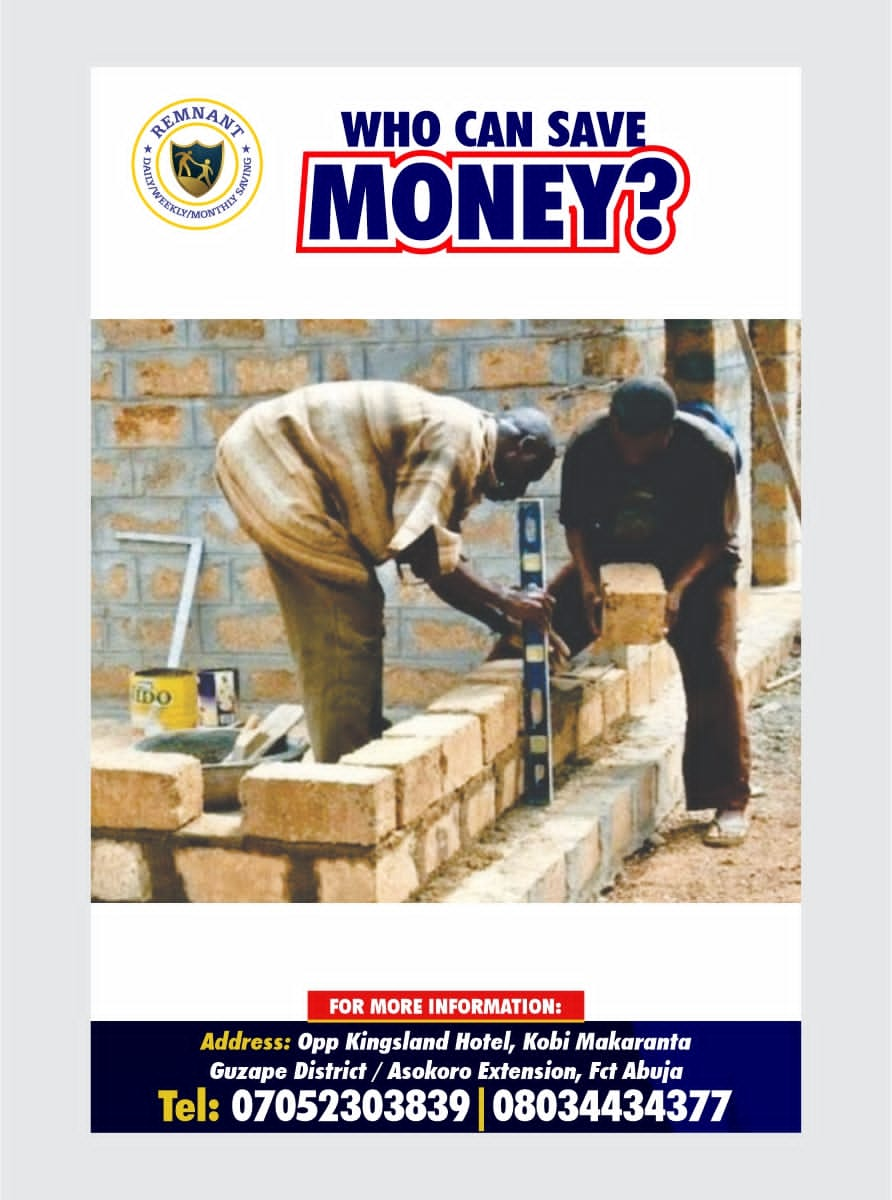 REMNANT
DAILY/WEEKLY/MONTHLY SAVING
WHO CAN SAVE
MONEY?
FOR MORE INFORMATION:
Address: Opp Kingsland Hotel, Kobi Makaranta
Guzape District / Asokoro Extension, Fct Abuja
Tel: 07052303839 | 08034434377